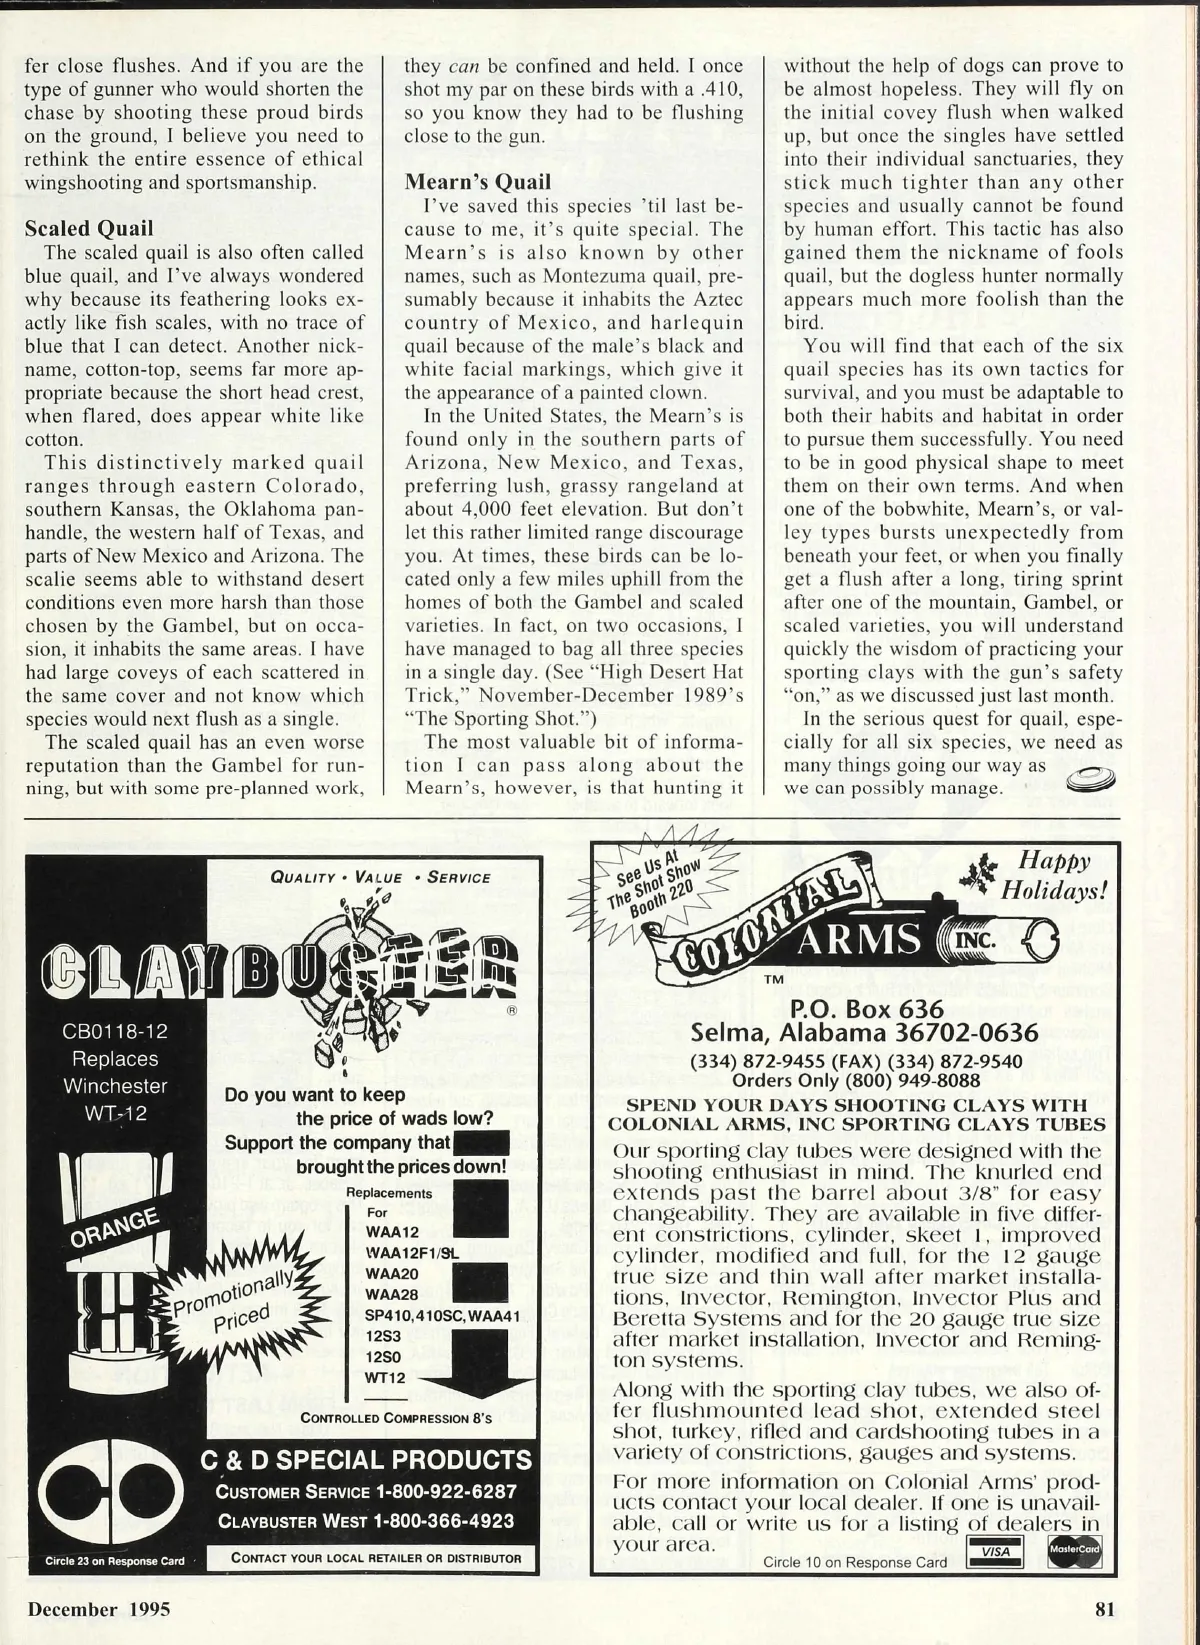 fer close flushes. And if you are the
type of gunner who would shorten the
chase by shooting these proud birds
on the ground, I believe you need to
rethink the entire essence of ethical
wingshooting and sportsmanship.
Scaled Quail
The scaled quail is also often called
blue quail, and I've always wondered
why because its feathering looks ex-
actly like fish scales, with no trace of
blue that I can detect. Another nick-
name, cotton-top, seems far more ap-
propriate because the short head crest,
when flared, does appear white like
cotton.
This distinctively marked quail
ranges through eastern Colorado,
southern Kansas, the Oklahoma pan-
handle, the western half of Texas, and
parts of New Mexico and Arizona. The
scalie seems able to withstand desert
conditions even more harsh than those
chosen by the Gambel, but on occa-
sion, it inhabits the same areas. I have
had large coveys of each scattered in
the same cover and not know which
species would next flush as a single.
The scaled quail has an even worse
reputation than the Gambel for run-
ning, but with some pre-planned work,
they can be confined and held. I once
shot my par on these birds with a .410,
so you know they had to be flushing
close to the gun.
Mearn's Quail
I've saved this species 'til last be-
cause to me, it's quite special. The
Mearn's is also known by other
names, such as Montezuma quail, pre-
sumably because it inhabits the Aztec
country of Mexico, and harlequin
quail because of the male's black and
white facial markings, which give it
the appearance of a painted clown.
In the United States, the Mearn's is
found only in the southern parts of
Arizona, New Mexico, and Texas,
preferring lush, grassy rangeland at
about 4,000 feet elevation. But don't
let this rather limited range discourage
you. At times, these birds can be lo-
cated only a few miles uphill from the
homes of both the Gambel and scaled
varieties. In fact, on two occasions, I
have managed to bag all three species
in a single day. (See “High Desert Hat
Trick,” November-December 1989's
“The Sporting Shot.”)
The most valuable bit of informa-
tion I can pass along about the
Mearn's, however, is that hunting it
without the help of dogs can prove to
be almost hopeless. They will fly on
the initial covey flush when walked
up, but once the singles have settled
into their individual sanctuaries, they
stick much tighter than any other
species and usually cannot be found
by human effort. This tactic has also
gained them the nickname of fools
quail, but the dogless hunter normally
appears much more foolish than the
bird.
You will find that each of the six
quail species has its own tactics for
survival, and you must be adaptable to
both their habits and habitat in order
to pursue them successfully. You need
to be in good physical shape to meet
them on their own terms. And when
one of the bobwhite, Mearn's, or val-
ley types bursts unexpectedly from
beneath your feet, or when you finally
get a flush after a long, tiring sprint
after one of the mountain, Gambel, or
scaled varieties, you will understand
quickly the wisdom of practicing your
sporting clays with the gun's safety
“on,” as we discussed just last month.
In the serious quest for quail, espe-
cially for all six species, we need as
many things going our way as
we can possibly manage.
QUALITY • VALUE • SERVICE
CLAYBUSTER
®
CB0118-12
Replaces
Winchester
WT-12
ORANGE
Promotionally
Priced
Do you want to keep
the price of wads low?
Support the company that
brought the prices down!
Replacements
For
WAA12
WAA12F1/SL
WAA20
WAA28
SP410,410SC,WAA41
12S3
12S0
WT12
CONTROLLED COMPRESSION 8'S
C & D SPECIAL PRODUCTS
CUSTOMER SERVICE 1-800-922-6287
CLAYBUSTER WEST 1-800-366-4923
Circle 23 on Response Card
CONTACT YOUR LOCAL RETAILER OR DISTRIBUTOR
See Us At
The Shot Show
Booth 220
Happy
Holidays!
COLONIAL
ARMS INC.
TM
P.O. Box 636
Selma, Alabama 36702-0636
(334) 872-9455 (FAX) (334) 872-9540
Orders Only (800) 949-8088
SPEND YOUR DAYS SHOOTING CLAYS WITH
COLONIAL ARMS, INC SPORTING CLAYS TUBES
Our sporting clay tubes were designed with the
shooting enthusiast in mind. The knurled end
extends past the barrel about 3/8" for easy
changeability. They are available in five differ-
ent constrictions, cylinder, skeet 1, improved
cylinder, modified and full, for the 12 gauge
true size and thin wall after market installa-
tions, Invector, Remington, Invector Plus and
Beretta Systems and for the 20 gauge true size
after market installation, Invector and Reming-
ton systems.
Along with the sporting clay tubes, we also of-
fer flushmounted lead shot, extended steel
shot, turkey, rifled and cardshooting tubes in a
variety of constrictions, gauges and systems.
For more information on Colonial Arms' prod-
ucts contact your local dealer. If one is unavail-
able, call or write us for a listing of dealers in
your area.
Circle 10 on Response Card
VISA
MasterCard
December 1995
81